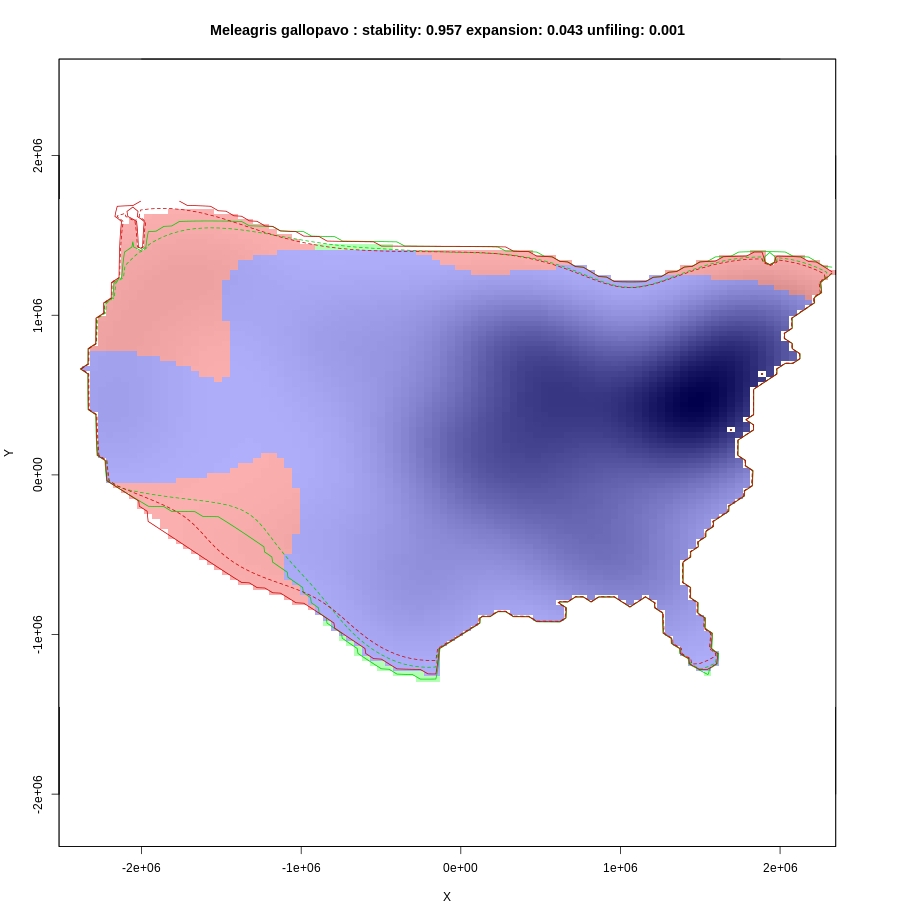 Meleagris gallopavo : stability: 0.957 expansion: 0.043 unfiling: 0.001
2e+06
1e+06
Y
0e+00
-1e+06
-2e+06
-2e+06 -1e+06 0e+00 1e+06 2e+06
X